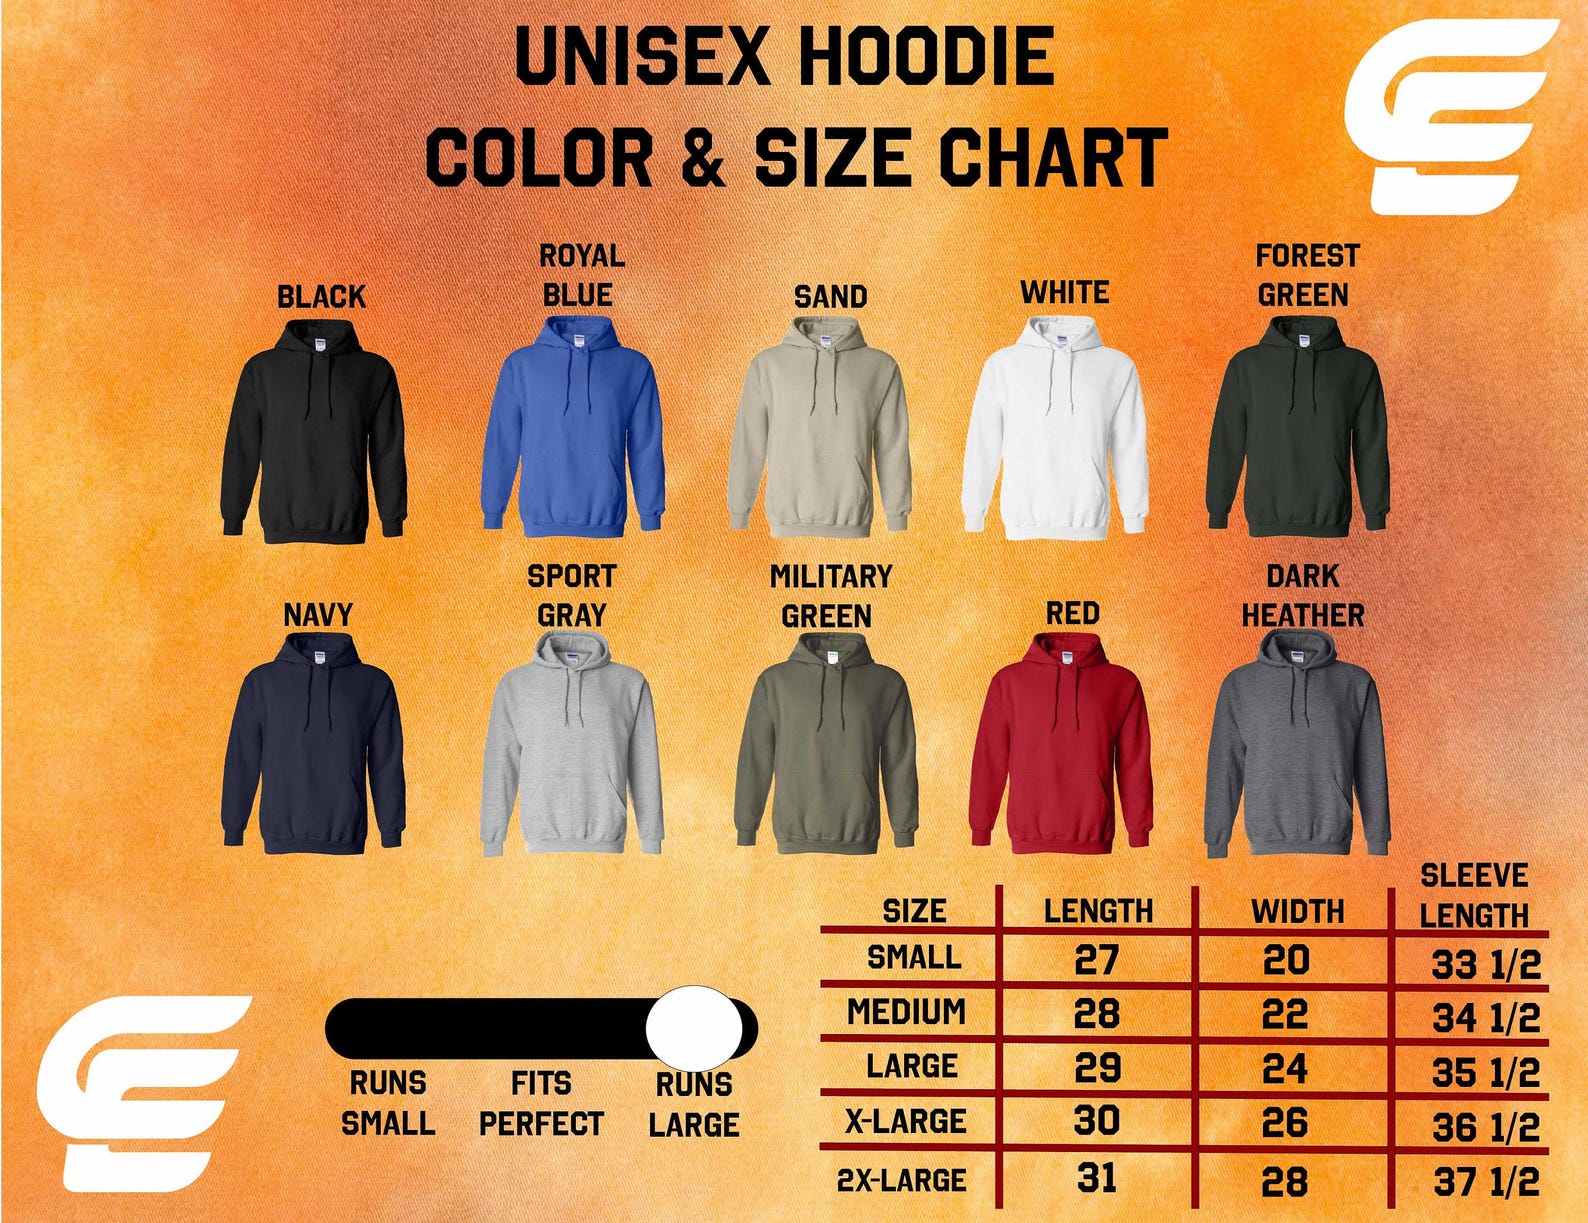 UNISEX HOODIE
COLOR & SIZE CHART
BLACK
ROYAL
BLUE
SAND
WHITE
FOREST
GREEN
NAVY
SPORT
GRAY
MILITARY
GREEN
RED
DARK
HEATHER
RUNS
SMALL
FITS
PERFECT
RUNS
LARGE
SIZE LENGTH WIDTH SLEEVE LENGTH
SMALL 27 20 33 1/2
MEDIUM 28 22 34 1/2
LARGE 29 24 35 1/2
X-LARGE 30 26 36 1/2
2X-LARGE 31 28 37 1/2